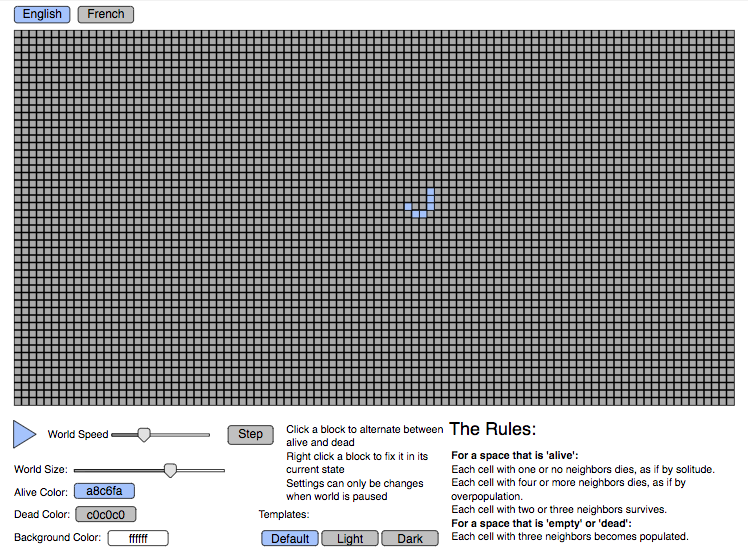 English French
World Speed
Step
World Size:
Alive Color: a8c6fa
Dead Color: c0c0c0
Background Color: ffffff
Click a block to alternate between
alive and dead
Right click a block to fix it in its
current state
Settings can only be changes
when world is paused
Templates:
Default Light Dark
The Rules:
For a space that is 'alive':
Each cell with one or no neighbors dies, as if by solitude.
Each cell with four or more neighbors dies, as if by
overpopulation.
Each cell with two or three neighbors survives.
For a space that is 'empty' or 'dead':
Each cell with three neighbors becomes populated.